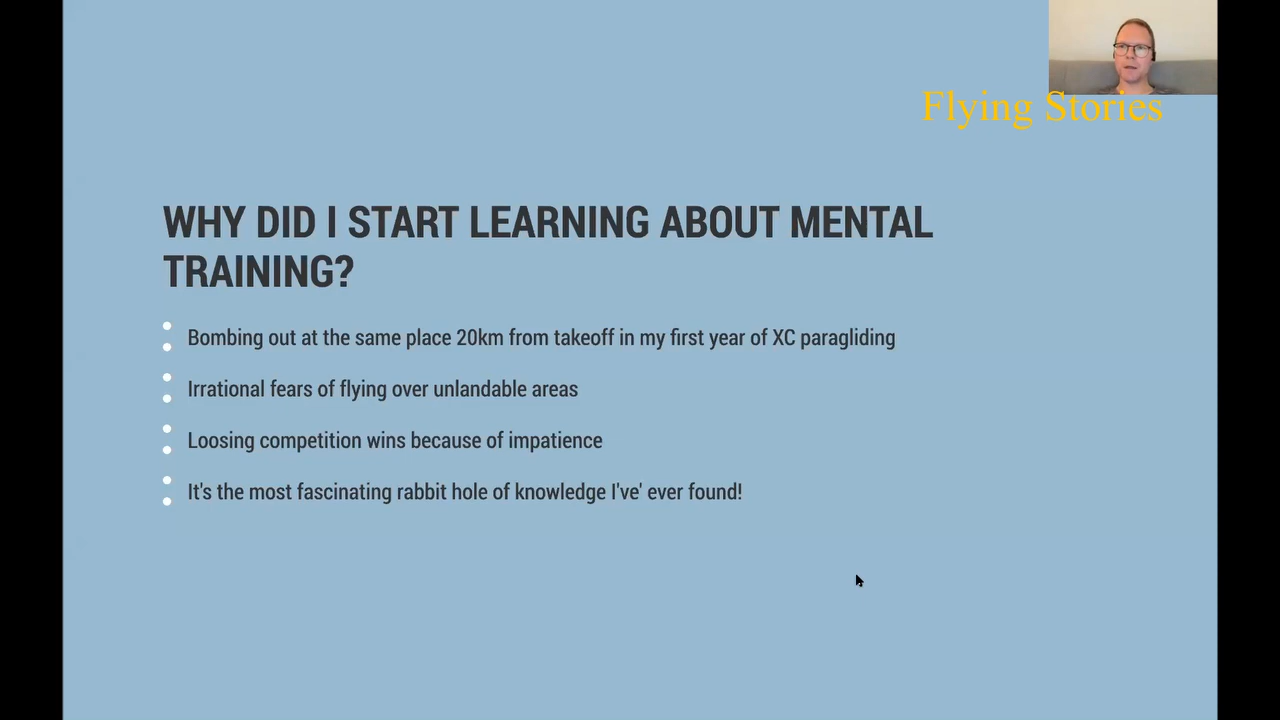 Flying Stories
WHY DID I START LEARNING ABOUT MENTAL
TRAINING?
Bombing out at the same place 20km from takeoff in my first year of XC paragliding
Irrational fears of flying over unlandable areas
Loosing competition wins because of impatience
It's the most fascinating rabbit hole of knowledge I've' ever found!